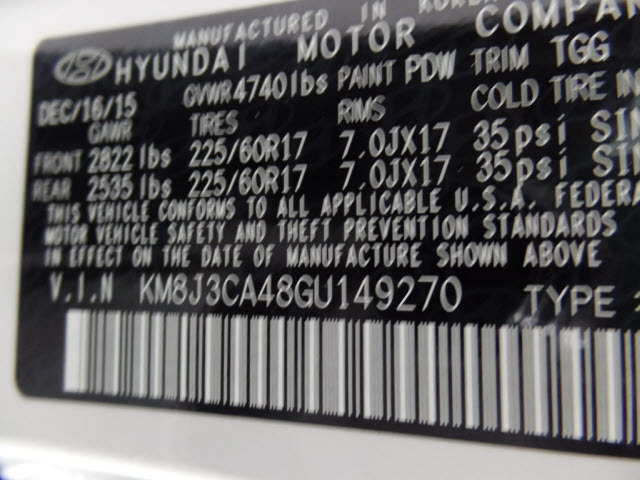 MANUFACTURED IN KOREA
HYUNDAI MOTOR COMPANY
DEC/16/15 GVWR 4740lbs PAINT PDW TRIM TGG
GAWR TIRES RIMS COLD TIRE
FRONT 2822 lbs 225/60R17 7.0JX17 35psi
REAR 2535 lbs 225/60R17 7.0JX17 35psi
THIS VEHICLE CONFORMS TO ALL APPLICABLE U.S.A. FEDERA
MOTOR VEHICLE SAFETY AND THEFT PREVENTION STANDARDS
IN EFFECT ON THE DATE OF MANUFACTURE SHOWN ABOVE
V.I.N KM8J3CA48GU149270 TYPE